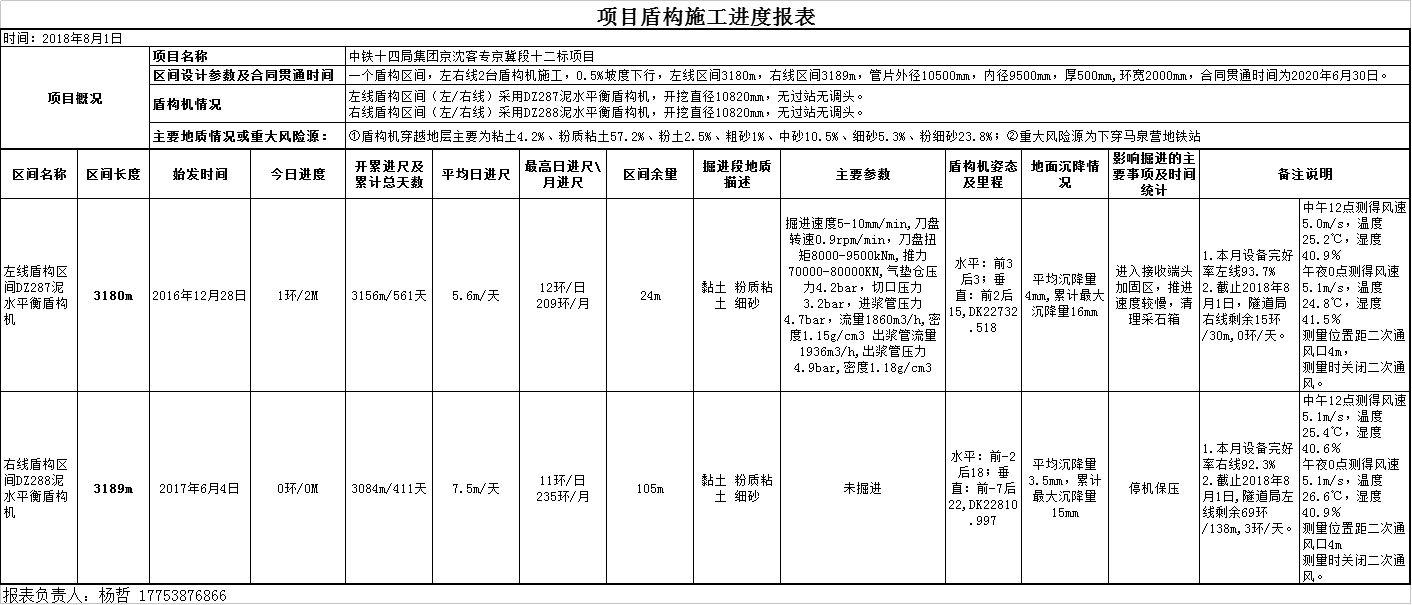 项目盾构施工进度报表
时间：2018年8月1日
项目概况
项目名称
中铁十四局集团京沈客专京冀段十二标项目
区间设计参数及合同贯通时间
一个盾构区间，左右线2台盾构机施工，0.5%坡度下行，左线区间3180m，右线区间3189m，管片外径10500mm，内径9500mm，厚500mm,环宽2000mm，合同贯通时间为2020年6月30日。
盾构机情况
左线盾构区间（左/右线）采用DZ287泥水平衡盾构机，开挖直径10820mm，无过站无调头。
右线盾构区间（左/右线）采用DZ288泥水平衡盾构机，开挖直径10820mm，无过站无调头。
主要地质情况或重大风险源：
①盾构机穿越地层主要为粘土4.2%、粉质粘土57.2%、粉土2.5%、粗砂1%、中砂10.5%、细砂5.3%、粉细砂23.8%；②重大风险源为下穿马泉营地铁站
区间名称
区间长度
始发时间
今日进度
开累进尺及
累计总天数
平均日进尺
最高日进尺\
月进尺
区间余量
掘进段地质
描述
主要参数
盾构机姿态
及里程
地面沉降情
况
影响掘进的主
要事项及时间
统计
备注说明
左线盾构区
间DZ287泥
水平衡盾构
机
3180m
2016年12月28日
1环/2M
3156m/561天
5.6m/天
12环/日
209环/月
24m
黏土 粉质粘
土 细砂
掘进速度5-10mm/min,刀盘
转速0.9rpm/min，刀盘扭
矩8000-9500kNm,推力
70000-80000KN,气垫仓压
力4.2bar，切口压力
3.2bar，进浆管压力
4.7bar，流量1860m3/h,密
度1.15g/cm3 出浆管流量
1936m3/h,出浆管压力
4.9bar,密度1.18g/cm3
水平：前3
后3；垂
直：前2后
15,DK22732
.518
平均沉降量
4mm,累计最大
沉降量16mm
进入接收端头
加固区，推进
速度较慢，清
理采石箱
1.本月设备完好
率左线93.7%
2.截止2018年8
月1日，隧道局
右线剩余15环
/30m,0环/天。
中午12点测得风速
5.0m/s，温度
25.2℃，湿度
40.9%
午夜0点测得风速
5.1m/s，温度
24.8℃，湿度
41.5%
测量位置距二次通
风口4m，
测量时关闭二次通
风。
右线盾构区
间DZ288泥
水平衡盾构
机
3189m
2017年6月4日
0环/0M
3084m/411天
7.5m/天
11环/日
235环/月
105m
黏土 粉质粘
土 细砂
未掘进
水平：前-2
后18；垂
直：前-7后
22,DK22810
.997
平均沉降量
3.5mm，累计
最大沉降量
15mm
停机保压
1.本月设备完好
率右线92.3%
2.截止2018年8
月1日,隧道局左
线剩余69环
/138m,3环/天。
中午12点测得风速
5.1m/s，温度
25.4℃，湿度
40.6%
午夜0点测得风速
5.1m/s，温度
26.6℃，湿度
40.9%
测量位置距二次通
风口4m
测量时关闭二次通
风。
报表负责人：杨哲 17753876866